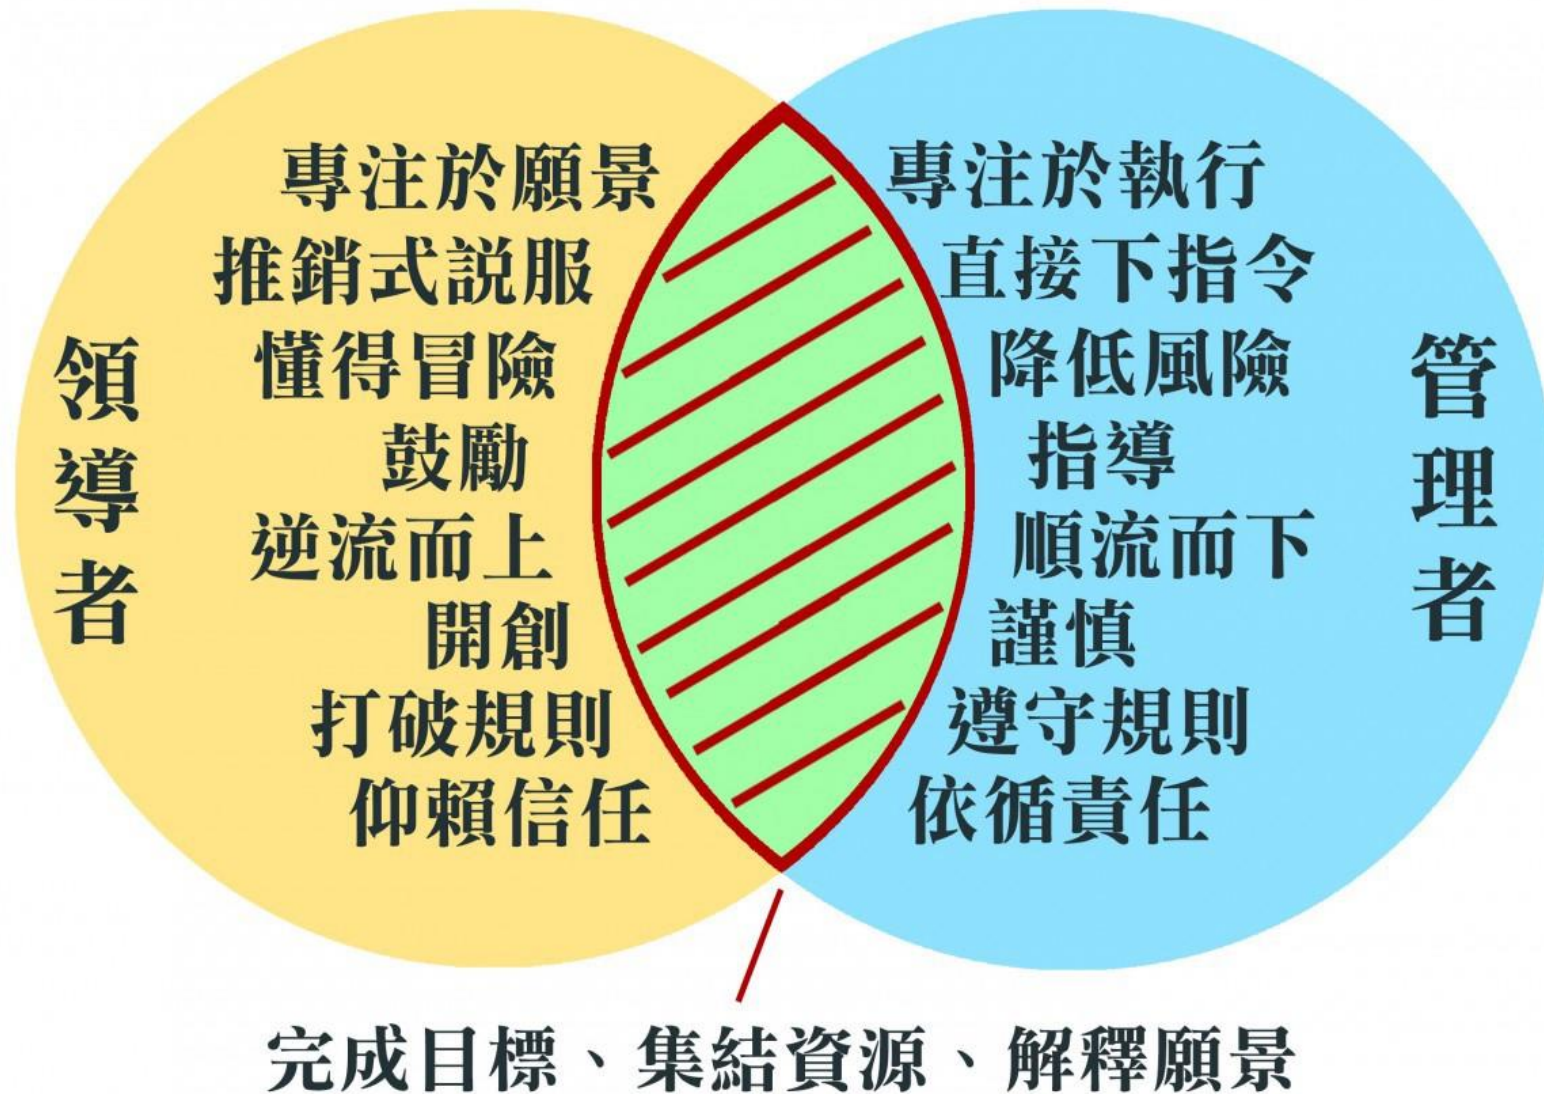 領導者
專注於願景
推銷式説服
懂得冒險
鼓勵
逆流而上
開創
打破規則
仰賴信任
專注於執行
直接下指令
降低風險
指導
順流而下
謹慎
遵守規則
依循責任
管理者
完成目標、集結資源、解釋願景